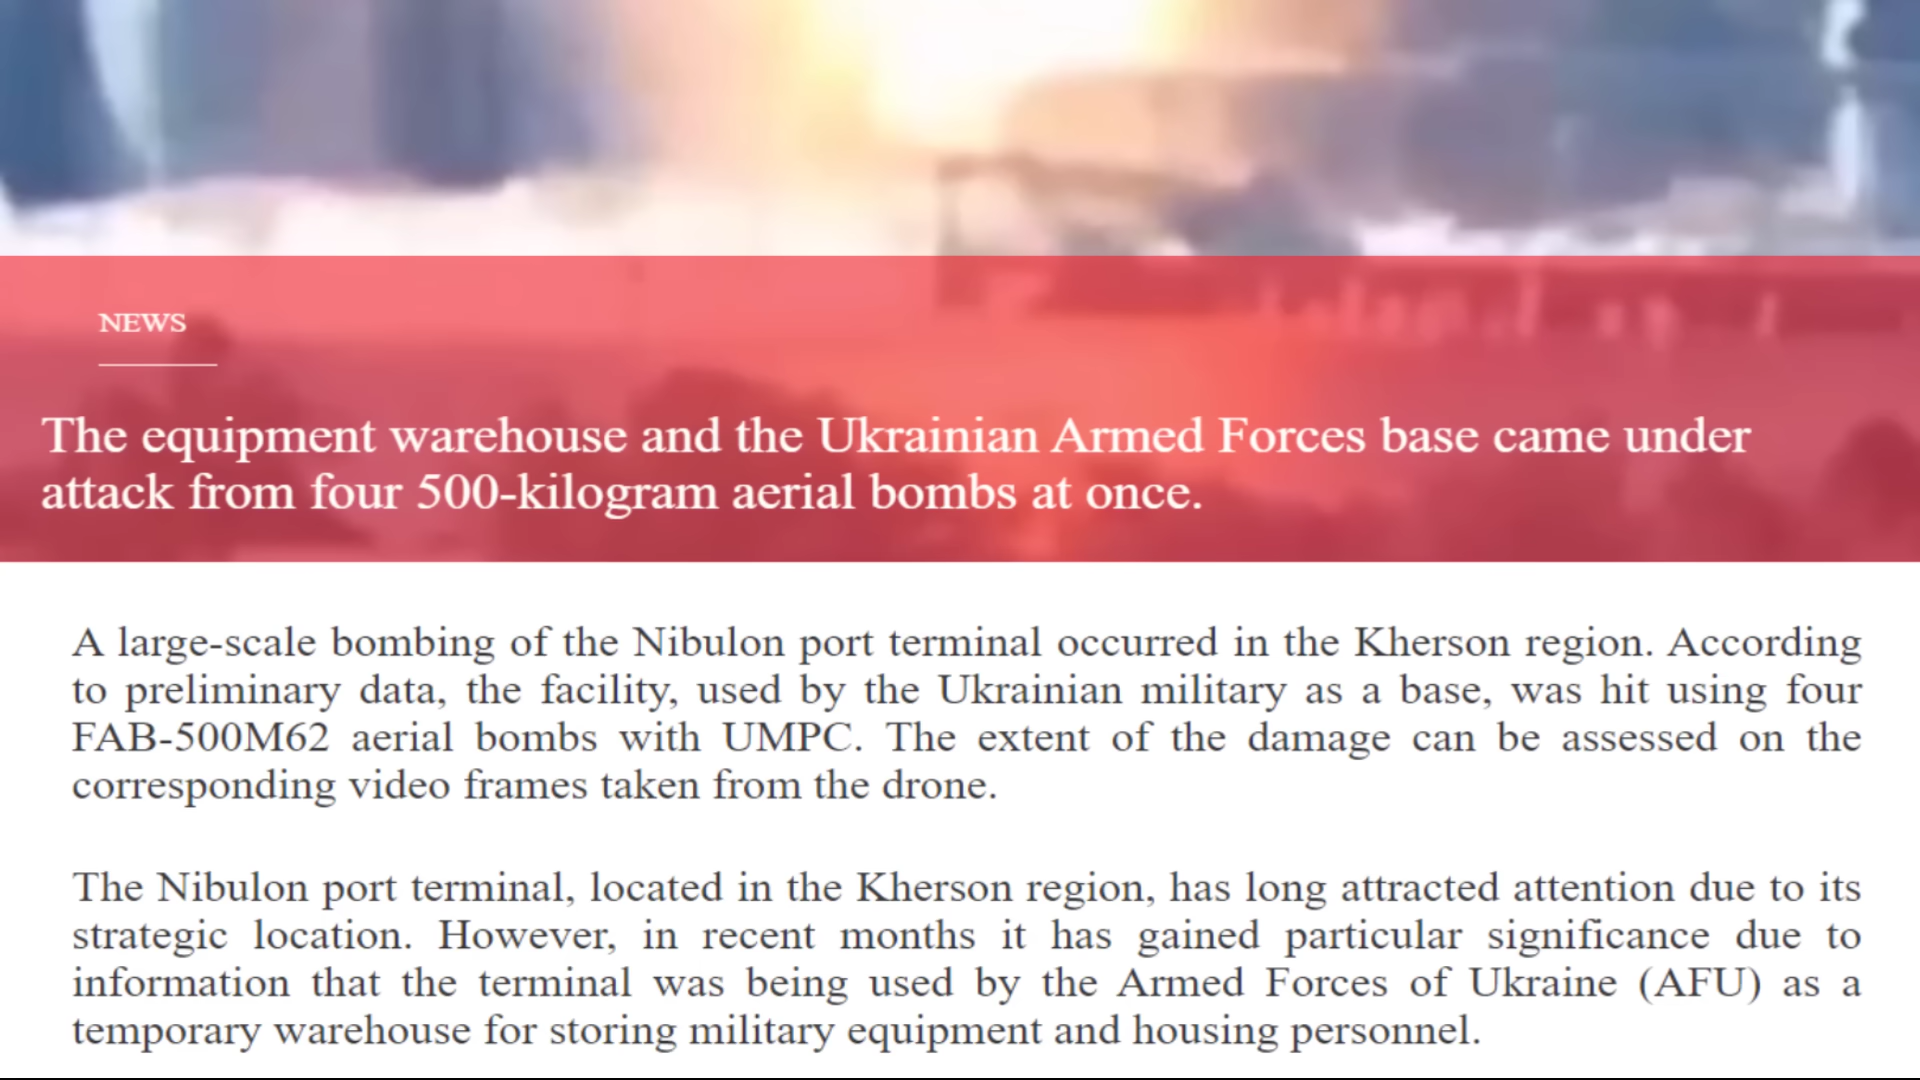 NEWS
The equipment warehouse and the Ukrainian Armed Forces base came under
attack from four 500-kilogram aerial bombs at once.
A large-scale bombing of the Nibulon port terminal occurred in the Kherson region. According
to preliminary data, the facility, used by the Ukrainian military as a base, was hit using four
FAB-500M62 aerial bombs with UMPC. The extent of the damage can be assessed on the
corresponding video frames taken from the drone.
The Nibulon port terminal, located in the Kherson region, has long attracted attention due to its
strategic location. However, in recent months it has gained particular significance due to
information that the terminal was being used by the Armed Forces of Ukraine (AFU) as a
temporary warehouse for storing military equipment and housing personnel.